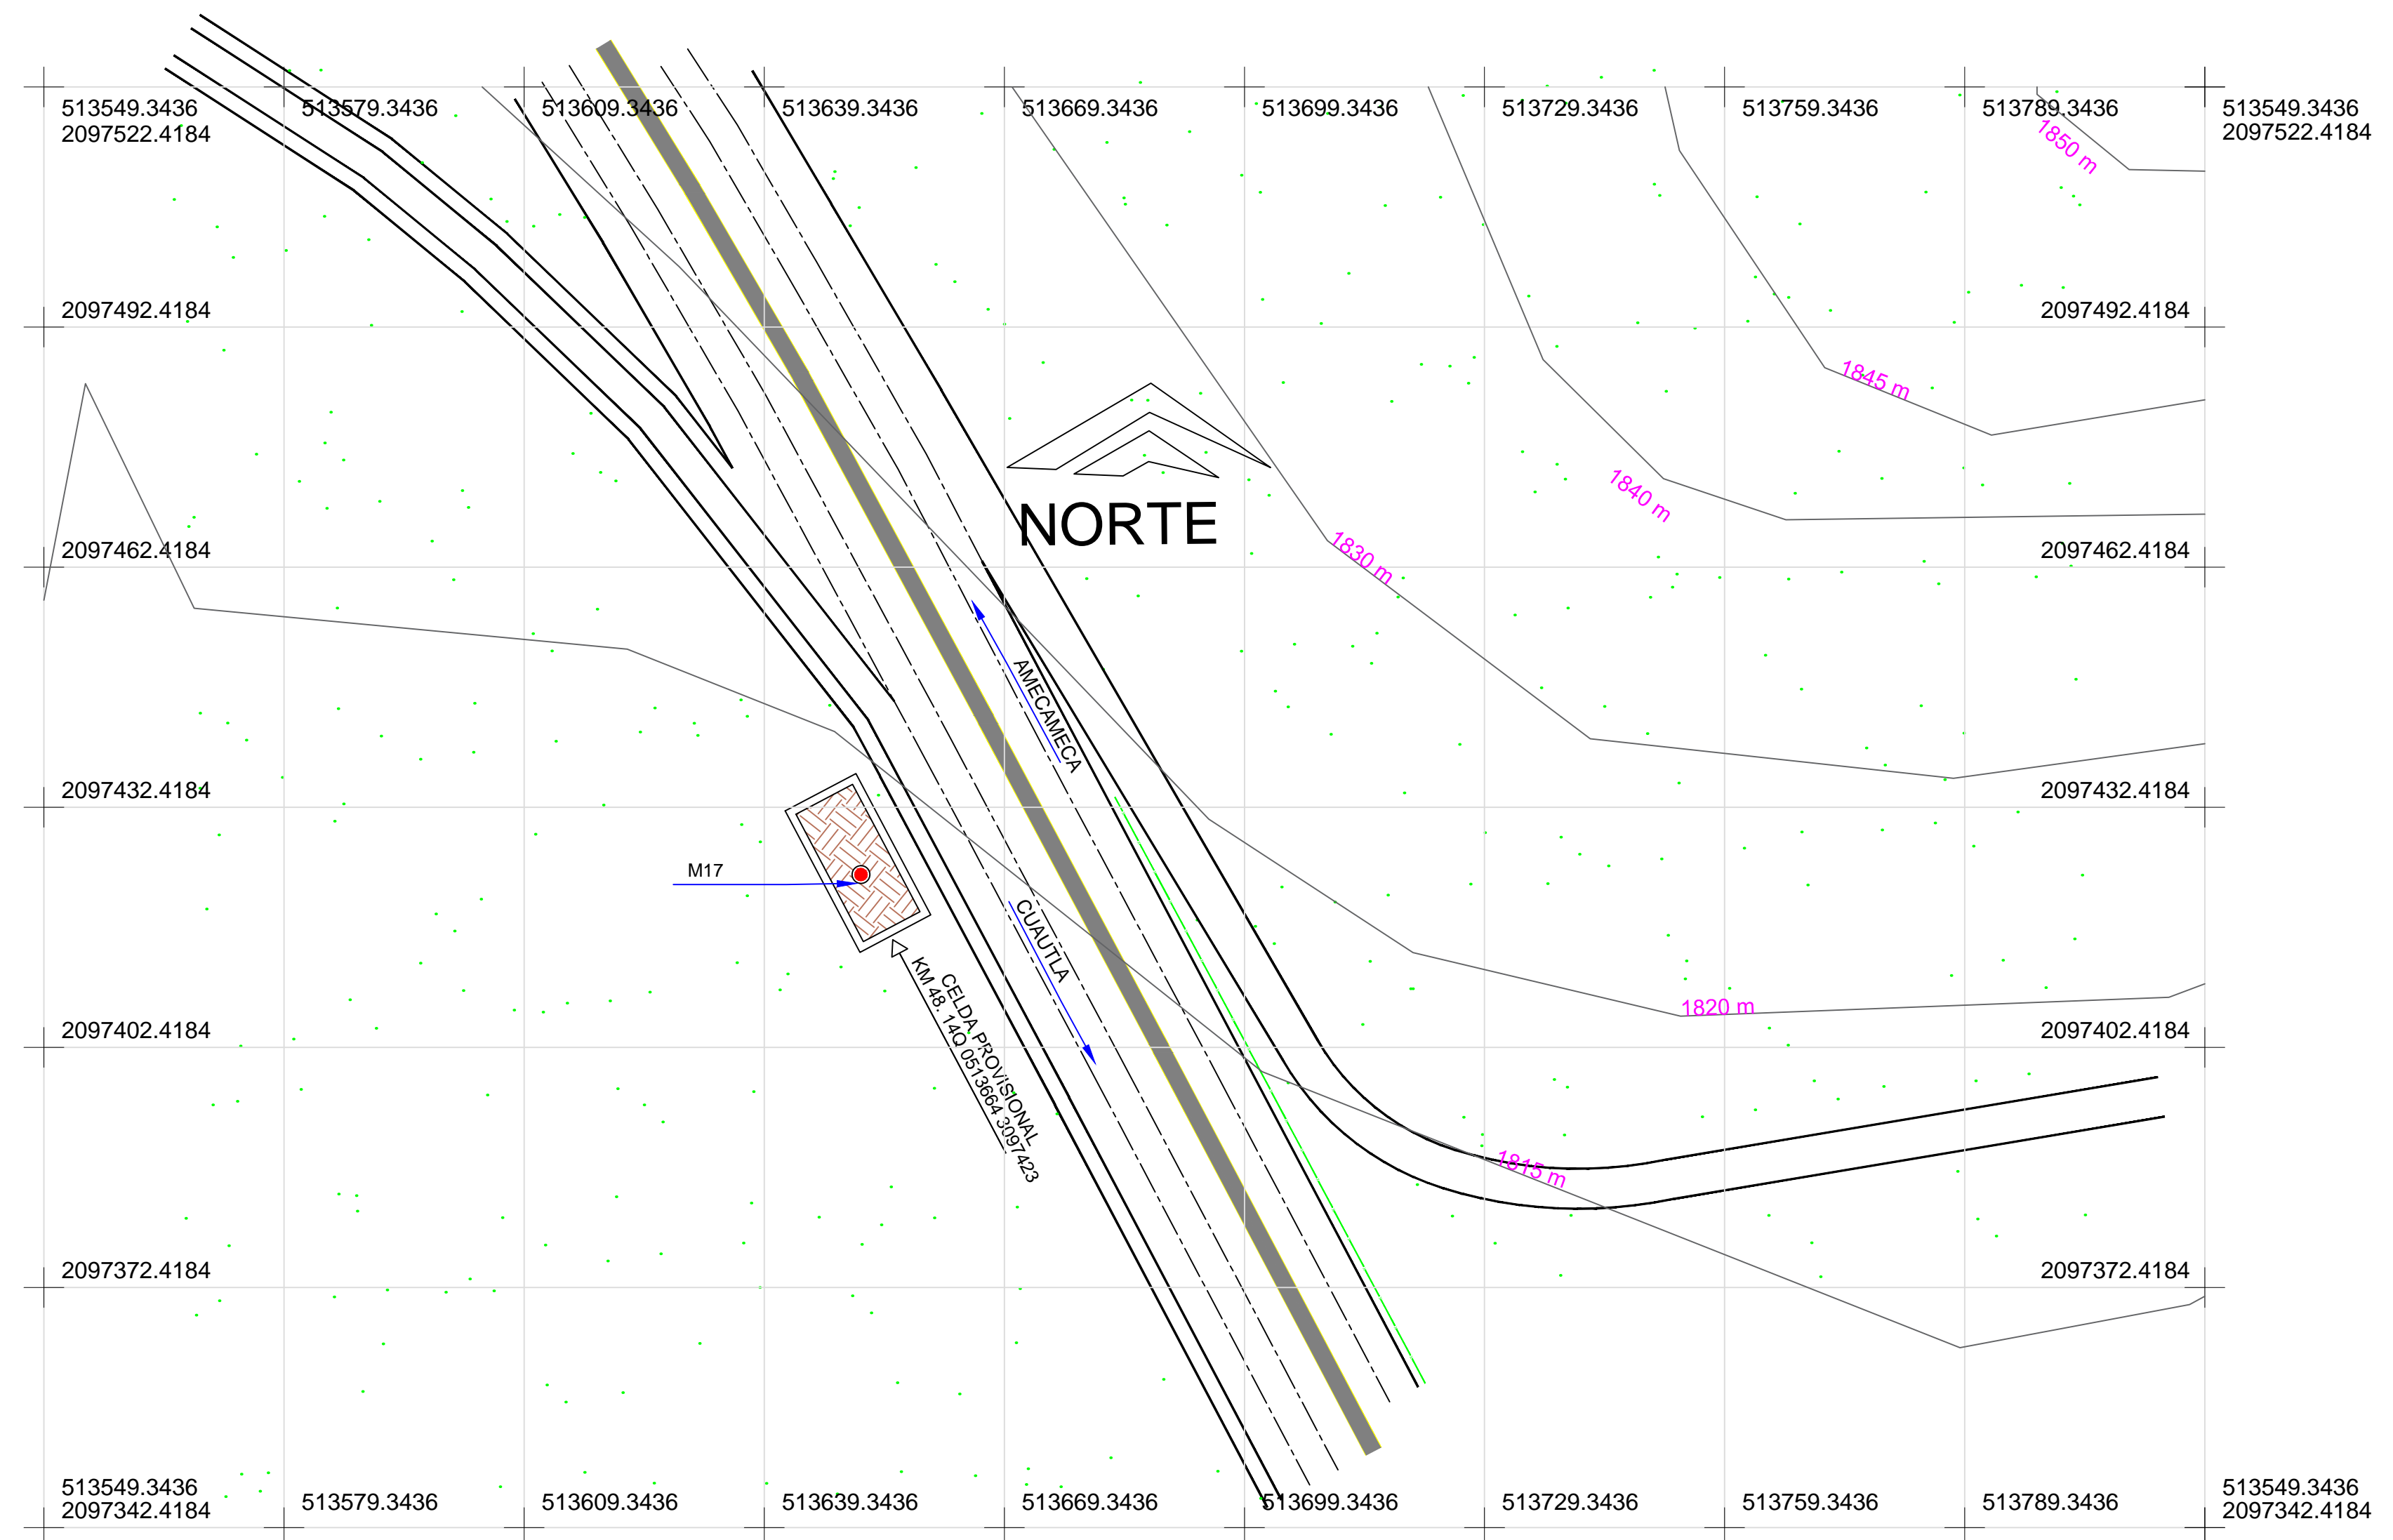 513549.3436
513579.3436
513609.3436
513639.3436
513669.3436
513699.3436
513729.3436
513759.3436
513789.3436
513549.3436
2097522.4184
2097522.4184
1850 m
2097492.4184
2097492.4184
1845 m
1840 m
NORTE
1830 m
2097462.4184
2097462.4184
AMECAMECA
2097432.4184
2097432.4184
M17
CUAUTLA
CELDA PROVISIONAL
KM 48. 14Q 0513664 3097423
1820 m
2097402.4184
2097402.4184
1815 m
2097372.4184
2097372.4184
513549.3436
513579.3436
513609.3436
513639.3436
513669.3436
513699.3436
513729.3436
513759.3436
513789.3436
513549.3436
2097342.4184
2097342.4184